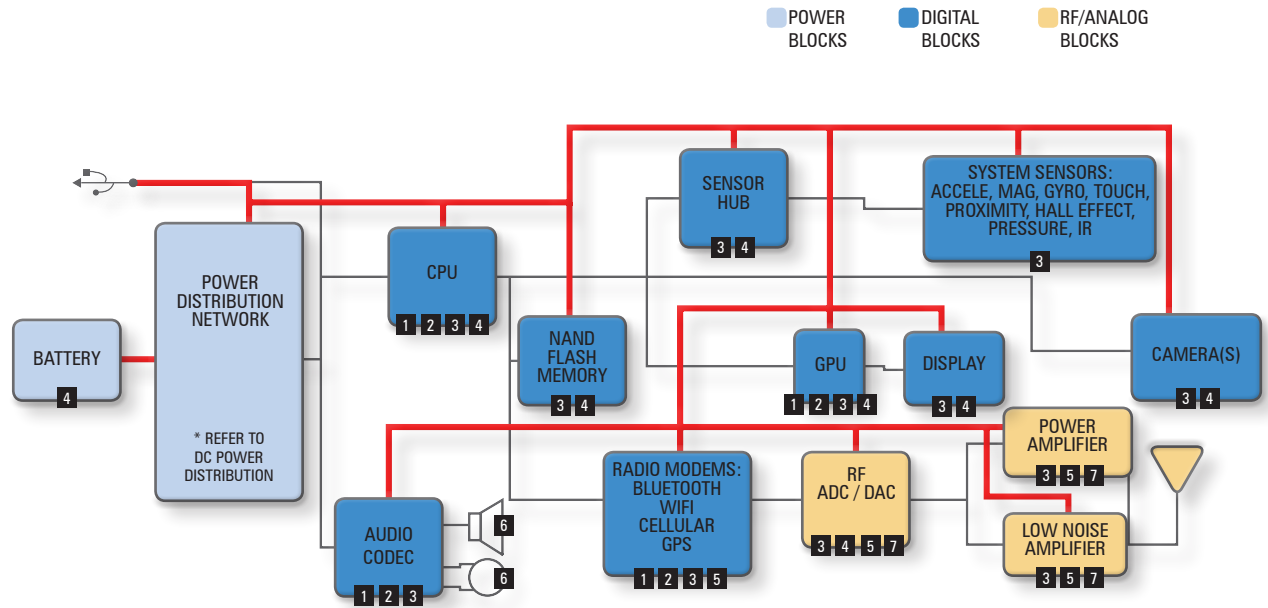 POWER
BLOCKS
DIGITAL
BLOCKS
RF/ANALOG
BLOCKS
SENSOR
HUB
3 4
SYSTEM SENSORS:
ACCELE, MAG, GYRO, TOUCH,
PROXIMITY, HALL EFFECT,
PRESSURE, IR
3
CPU
1 2 3 4
POWER
DISTRIBUTION
NETWORK
* REFER TO
DC POWER
DISTRIBUTION
BATTERY
4
NAND
FLASH
MEMORY
3 4
GPU
1 2 3 4
DISPLAY
3 4
CAMERA(S)
3 4
POWER
AMPLIFIER
3 5 7
RADIO MODEMS:
BLUETOOTH
WIFI
CELLULAR
GPS
1 2 3 5
RF
ADC / DAC
3 4 5 7
LOW NOISE
AMPLIFIER
3 5 7
AUDIO
CODEC
1 2 3
6
6